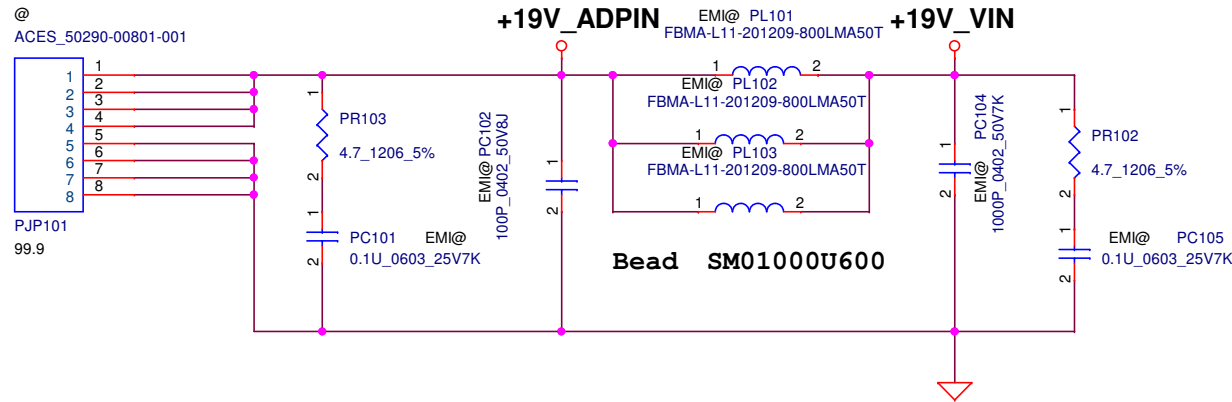 @
ACES_50290-00801-001
1
2
3
4
5
6
7
8
1
2
3
4
5
6
7
8
PJP101
99.9
1
PR103
4.7_1206_5%
2
1
PC101 EMI@
0.1U_0603_25V7K
2
+19V_ADPIN
EMI@ PC102
100P_0402_50V8J
1
2
EMI@ PL101
FBMA-L11-201209-800LMA50T
1 2
EMI@ PL102
FBMA-L11-201209-800LMA50T
1 2
EMI@ PL103
FBMA-L11-201209-800LMA50T
1 2
Bead SM01000U600
+19V_VIN
1
2
EMI@ PC104
1000P_0402_50V7K
1
PR102
4.7_1206_5%
2
1
EMI@ PC105
0.1U_0603_25V7K
2